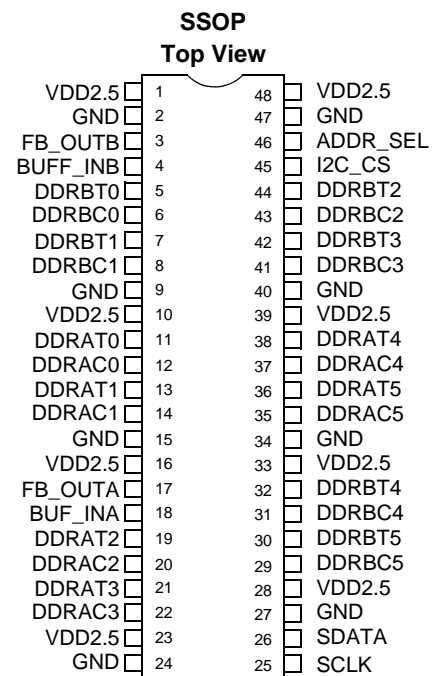 SSOP
Top View
VDD2.5 1 48 VDD2.5
GND 2 47 GND
FB_OUTB 3 46 ADDR_SEL
BUFF_INB 4 45 I2C_CS
DDRBT0 5 44 DDRBT2
DDRBC0 6 43 DDRBC2
DDRBT1 7 42 DDRBT3
DDRBC1 8 41 DDRBC3
GND 9 40 GND
VDD2.5 10 39 VDD2.5
DDRAT0 11 38 DDRAT4
DDRAC0 12 37 DDRAC4
DDRAT1 13 36 DDRAT5
DDRAC1 14 35 DDRAC5
GND 15 34 GND
VDD2.5 16 33 VDD2.5
FB_OUTA 17 32 DDRBT4
BUF_INA 18 31 DDRBC4
DDRAT2 19 30 DDRBT5
DDRAC2 20 29 DDRBC5
DDRAT3 21 28 VDD2.5
DDRAC3 22 27 GND
VDD2.5 23 26 SDATA
GND 24 25 SCLK